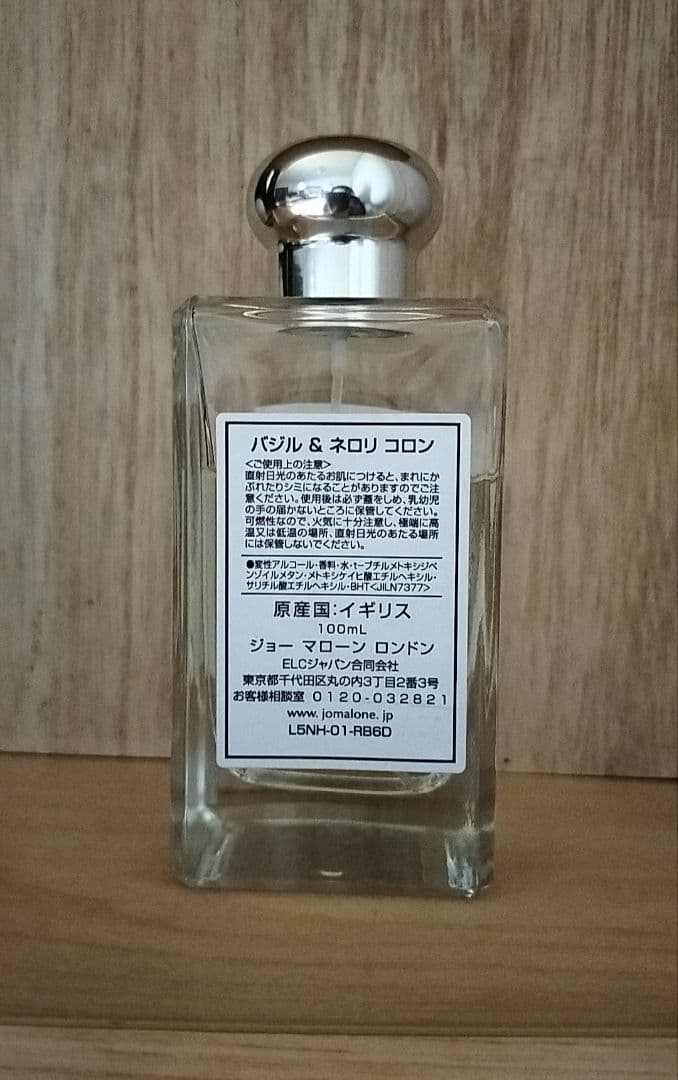 バジル & ネロリ コロン
<ご使用上の注意>
直射日光のあたるお肌につけると、まれにか
ぶれたりシミになることがありますのでご注
意ください。使用後は必ず蓋をしめ、乳幼児
の手の届かないところに保管してください。
可燃性なので、火気に十分注意し、極端に高
温又は低温の場所、直射日光のあたる場所
には保管しないでください。
●変性アルコール・香料・水・t-ブチルメトキシジベ
ンゾイルメタン・メトキシケイヒ酸エチルヘキシル・
サリチル酸エチルヘキシル・BHT<JILN7377>
原産国:イギリス
100mL
ジョー マローン ロンドン
ELCジャパン合同会社
東京都千代田区丸の内3丁目2番3号
お客様相談室 0120-032821
www. jomalone. jp
L5NH-01-RB6D